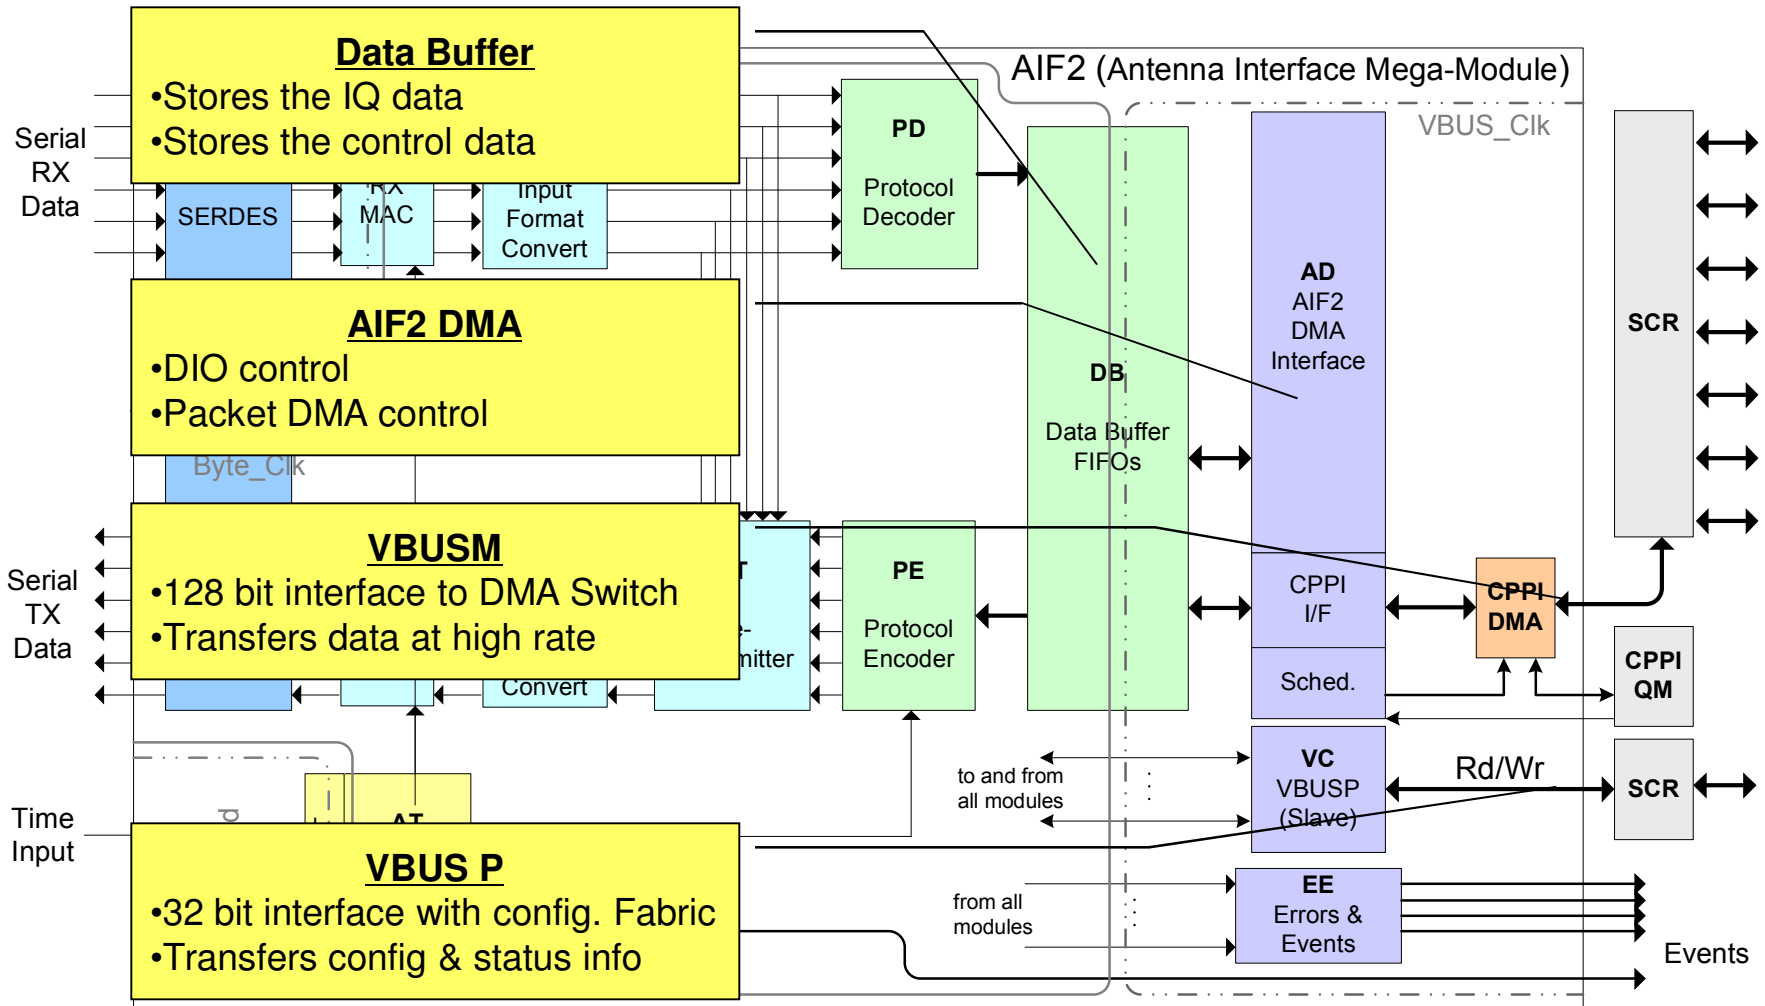 Data Buffer
•Stores the IQ data
•Stores the control data
AIF2 (Antenna Interface Mega-Module)
VBUS_Clk
Serial
RX
Data
SERDES
RX
MAC
Input
Format
Convert
PD
Protocol
Decoder
AD
AIF2
DMA
Interface
SCR
AIF2 DMA
•DIO control
•Packet DMA control
DB
Data Buffer
FIFOs
Byte_Clk
VBUSM
•128 bit interface to DMA Switch
•Transfers data at high rate
Serial
TX
Data
Convert
T
e-
mitter
PE
Protocol
Encoder
CPPI
I/F
Sched.
CPPI
DMA
CPPI
QM
to and from
all modules
VC
VBUSP
(Slave)
Rd/Wr
SCR
Time
Input
AT
VBUS P
•32 bit interface with config. Fabric
•Transfers config & status info
from all
modules
EE
Errors &
Events
Events